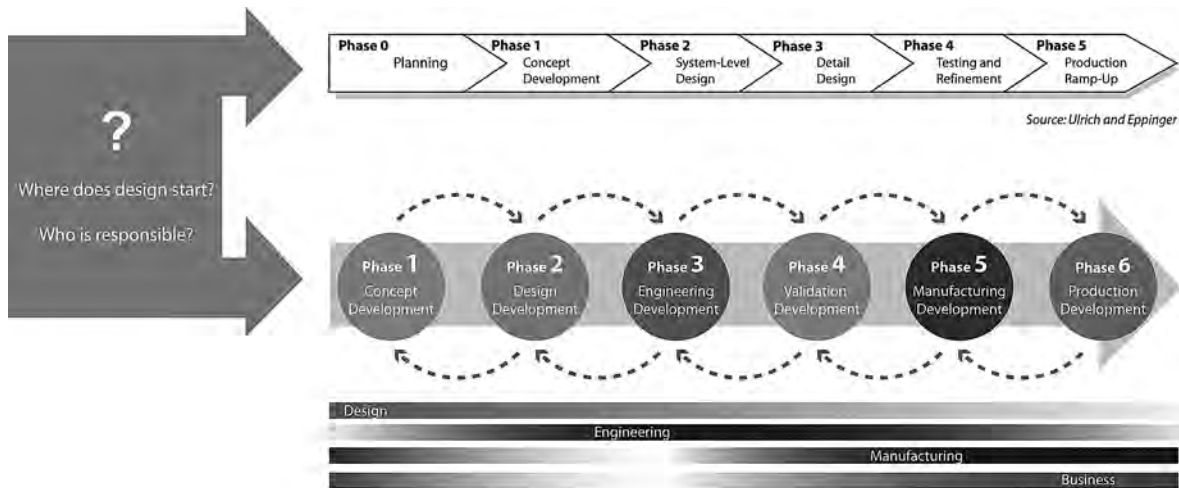 ?
Where does design start?
Who is responsible?
Phase 0
Planning
Phase 1
Concept
Development
Phase 2
System-Level
Design
Phase 3
Detail
Design
Phase 4
Testing and
Refinement
Phase 5
Production
Ramp-Up
Source: Ulrich and Eppinger
Phase 1
Concept
Development
Phase 2
Design
Development
Phase 3
Engineering
Development
Phase 4
Validation
Development
Phase 5
Manufacturing
Development
Phase 6
Production
Development
Design
Engineering
Manufacturing
Business